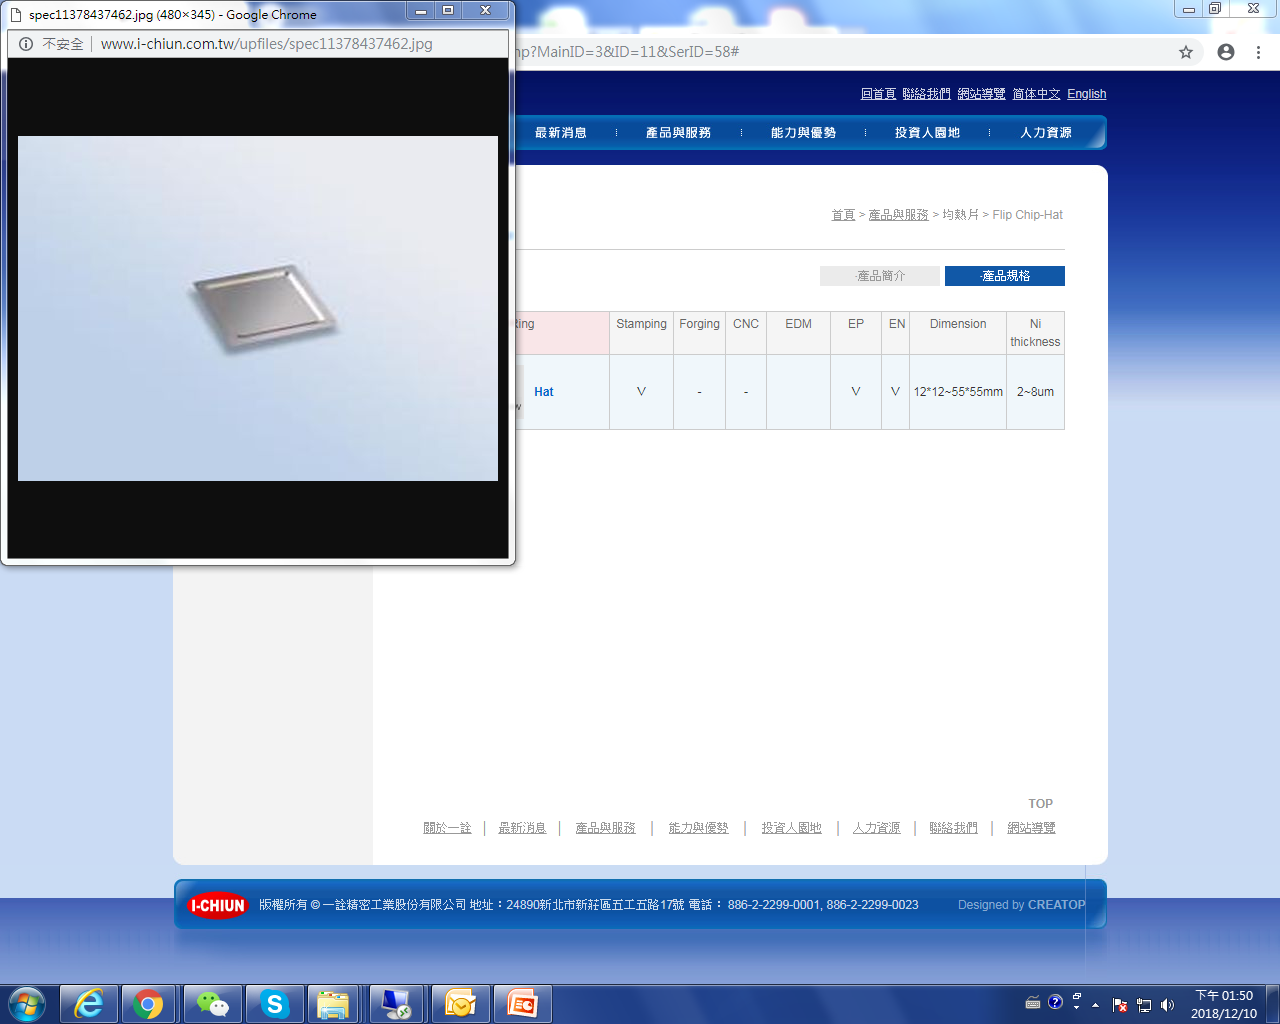 spec11378437462.jpg (480×345) - Google Chrome
不安全 www.i-chiun.com.tw/upfiles/spec11378437462.jpg
np?MainID=3&ID=11&SerID=58#
回首頁 聯絡我們 網站導覽 简体中文 English
最新消息 產品與服務 能力與優勢 投資人園地 人力資源
首頁 > 產品與服務 > 均熱片 > Flip Chip-Hat
·產品簡介 ·產品規格
Ring Stamping Forging CNC EDM EP EN Dimension Ni thickness
Hat V - - V V 12*12~55*55mm 2~8um
TOP
關於一詮 | 最新消息 | 產品與服務 | 能力與優勢 | 投資人園地 | 人力資源 | 聯絡我們 | 網站導覽
I-CHIUN 版權所有 © 一詮精密工業股份有限公司 地址：24890新北市新莊區五工五路17號 電話： 886-2-2299-0001, 886-2-2299-0023 Designed by CREATOP
下午 01:50
2018/12/10